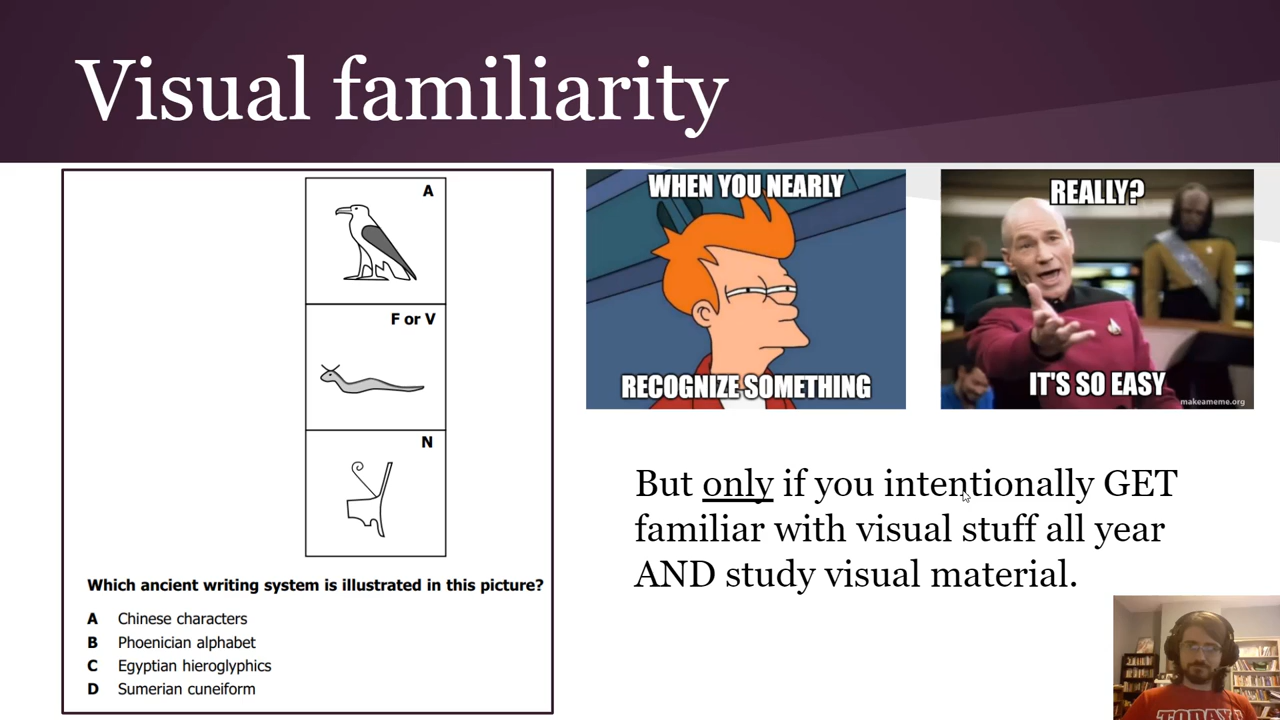 Visual familiarity
A
F or V
N
Which ancient writing system is illustrated in this picture?
A Chinese characters
B Phoenician alphabet
C Egyptian hieroglyphics
D Sumerian cuneiform
WHEN YOU NEARLY
RECOGNIZE SOMETHING
REALLY?
IT'S SO EASY
makeameme.org
But only if you intentionally GET
familiar with visual stuff all year
AND study visual material.
TODAY